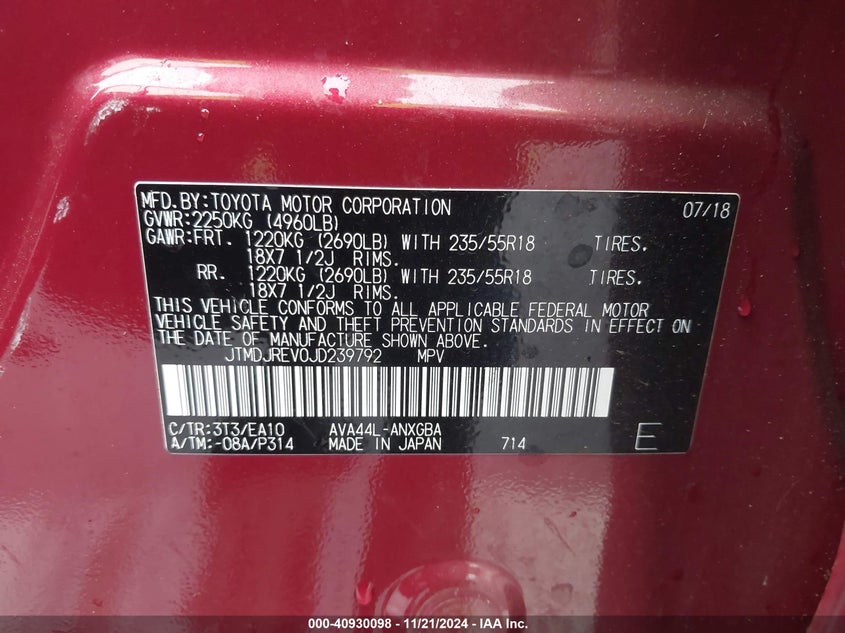 MFD.BY:TOYOTA MOTOR CORPORATION 07/18
GVWR:2250KG (4960LB)
GAWR:FRT. 1220KG (2690LB) WITH 235/55R18 TIRES.
18X7 1/2J RIMS.
RR. 1220KG (2690LB) WITH 235/55R18 TIRES.
18X7 1/2J RIMS.
THIS VEHICLE CONFORMS TO ALL APPLICABLE FEDERAL MOTOR
VEHICLE SAFETY AND THEFT PREVENTION STANDARDS IN EFFECT ON
THE DATE OF MANUFACTURE SHOWN ABOVE.
JTMDJREV0JD239792 MPV
C/TR:3T3/EA10 AVA44L-ANXGBA
A/TM:-08A/P314 MADE IN JAPAN 714 E
000-40930098 - 11/21/2024 - IAA Inc.